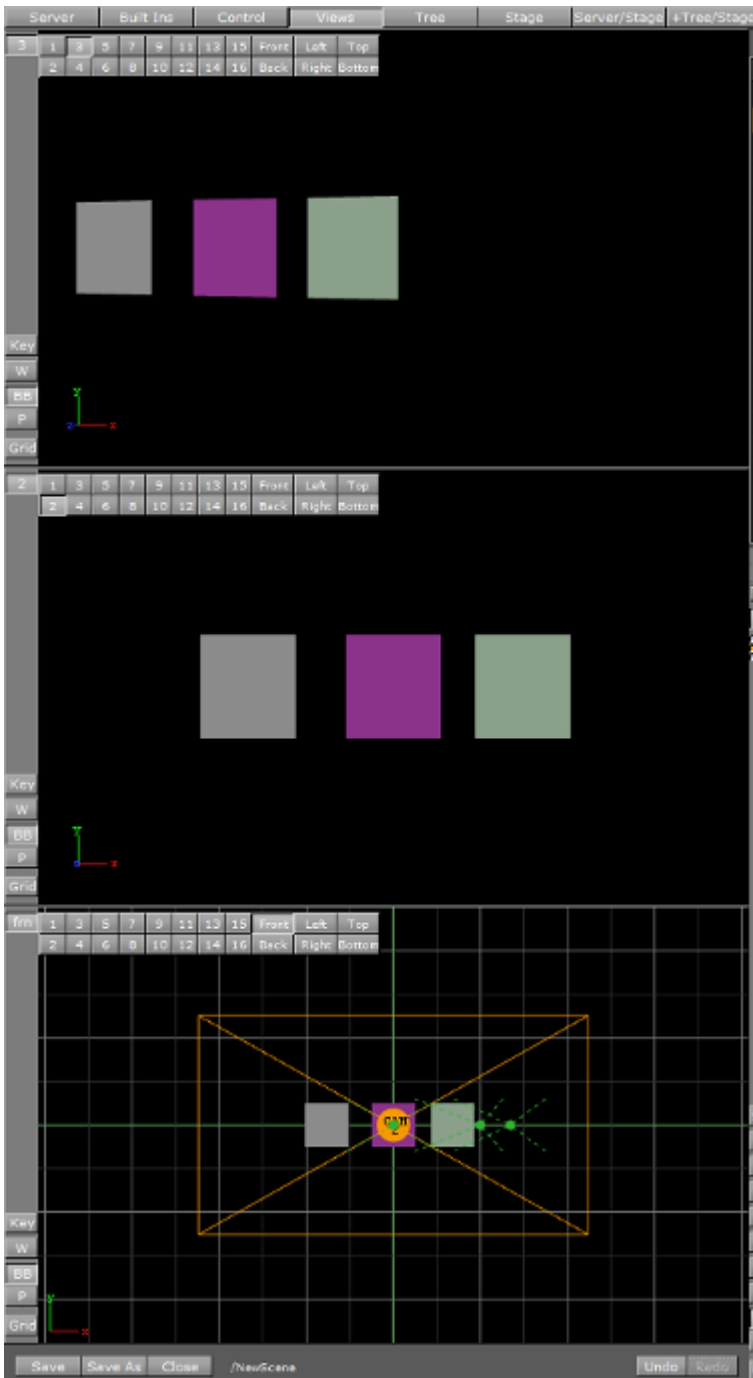 Server Built Ins Control Views Tree Stage Server/Stage +Tree/Stage
3 1 3 5 7 9 11 13 15 Front Left Top
2 4 6 8 10 12 14 16 Back Right Bottom
Key
W
BB
P
Grid
Y
z x
2 1 3 5 7 9 11 13 15 Front Left Top
2 4 6 8 10 12 14 16 Back Right Bottom
Key
W
BB
P
Grid
Y
x
frn 1 3 5 7 9 11 13 15 Front Left Top
2 4 6 8 10 12 14 16 Back Right Bottom
2
Key
W
BB
P
Grid
Y
x
Save Save As Close /NewScene Undo Redo